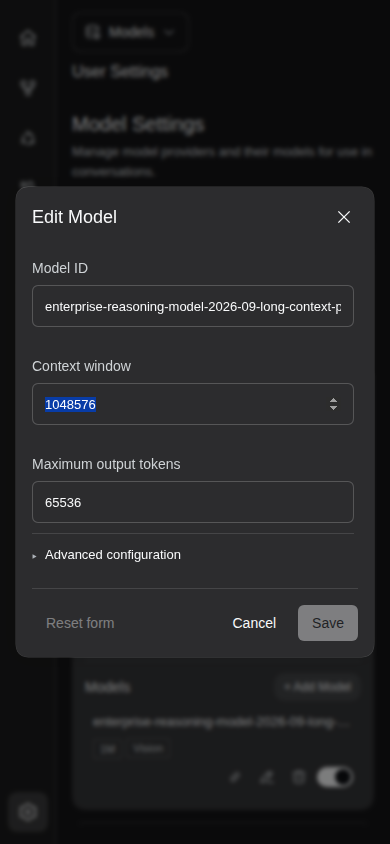 Models
User Settings
Model Settings
Manage model providers and their models for use in
conversations.
Edit Model
Model ID
enterprise-reasoning-model-2026-09-long-context-p
Context window
1048576
Maximum output tokens
65536
Advanced configuration
Reset form
Cancel
Save
Models
+ Add Model
enterprise-reasoning-model-2026-09-long-...
Vision